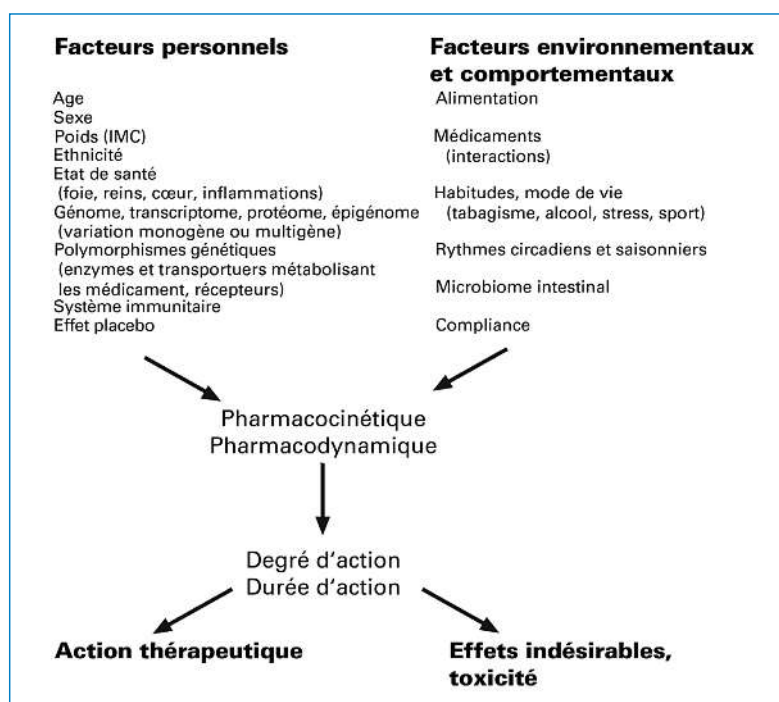 Facteurs personnels
Age
Sexe
Poids (IMC)
Ethnicité
Etat de santé
(foie, reins, cœur, inflammations)
Génome, transcriptome, protéome, épigénome
(variation monogène ou multigène)
Polymorphismes génétiques
(enzymes et transportuers métabolisant
les médicament, récepteurs)
Système immunitaire
Effet placebo
Facteurs environnementaux
et comportementaux
Alimentation
Médicaments
(interactions)
Habitudes, mode de vie
(tabagisme, alcool, stress, sport)
Rythmes circadiens et saisonniers
Microbiome intestinal
Compliance
Pharmacocinétique
Pharmacodynamique
Degré d'action
Durée d'action
Action thérapeutique
Effets indésirables,
toxicité